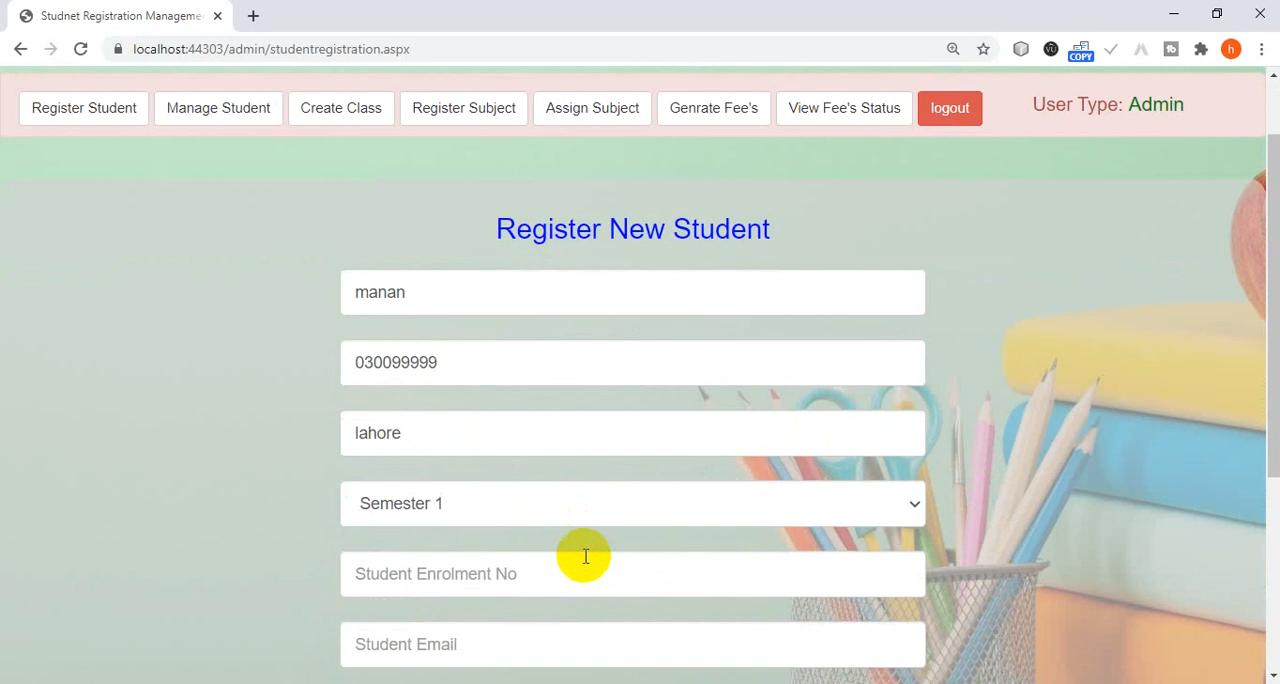 Studnet Registration Manageme
localhost:44303/admin/studentregistration.aspx
COPY
h
Register Student
Manage Student
Create Class
Register Subject
Assign Subject
Genrate Fee's
View Fee's Status
logout
User Type: Admin
Register New Student
manan
030099999
lahore
Semester 1
Student Enrolment No
Student Email